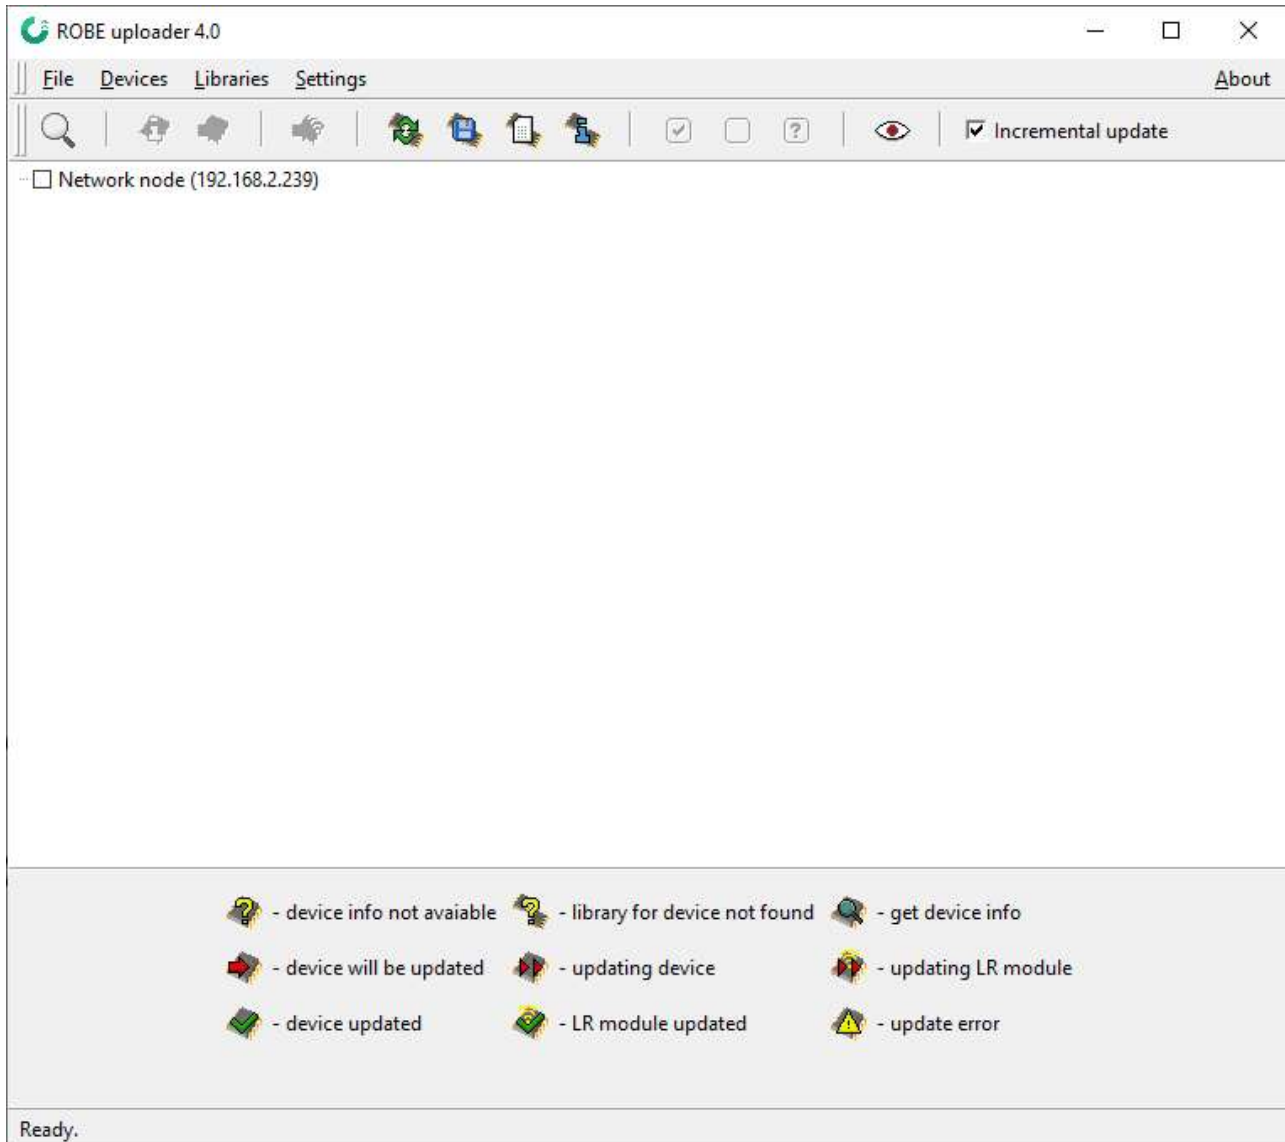 ROBE uploader 4.0
File Devices Libraries Settings About
Incremental update
Network node (192.168.2.239)
- device info not avaiable - library for device not found - get device info
- device will be updated - updating device - updating LR module
- device updated - LR module updated - update error
Ready.